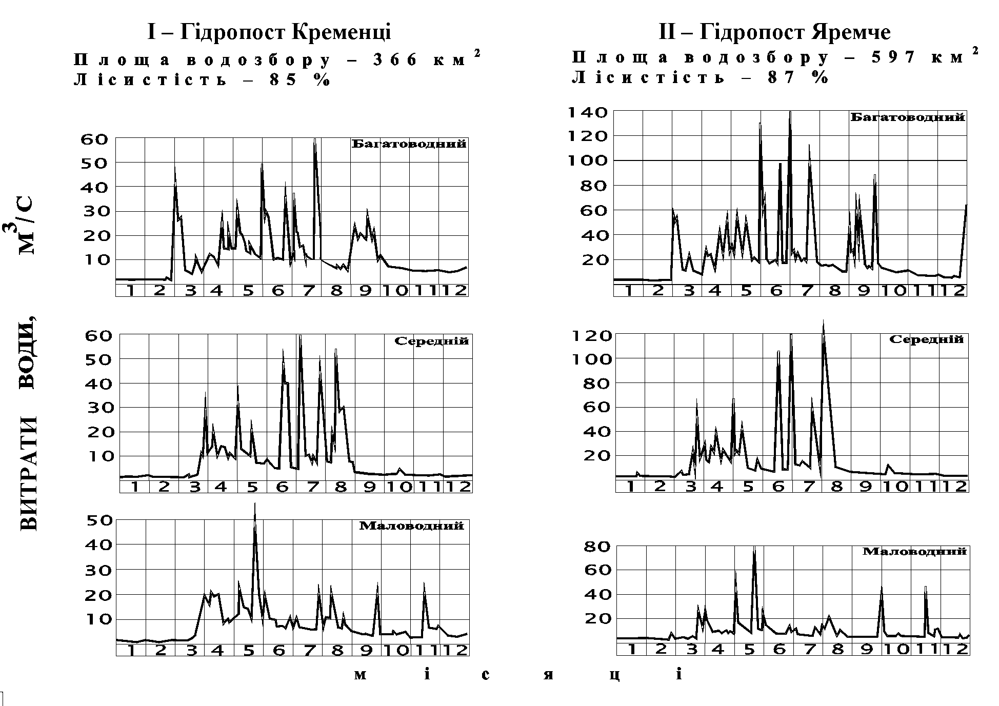 I – Гідропост Кременці
Площа водозбору – 366 км²
Лісистість – 85 %
II – Гідропост Яремче
Площа водозбору – 597 км²
Лісистість – 87 %
ВИТРАТИ ВОДИ, м³/с
Багатоводний
60
50
40
30
20
10
1 2 3 4 5 6 7 8 9 10 11 12
Середній
60
50
40
30
20
10
1 2 3 4 5 6 7 8 9 10 11 12
Маловодний
50
40
30
20
10
1 2 3 4 5 6 7 8 9 10 11 12
Багатоводний
140
120
100
80
60
40
20
1 2 3 4 5 6 7 8 9 10 11 12
Середній
120
100
80
60
40
20
1 2 3 4 5 6 7 8 9 10 11 12
Маловодний
80
60
40
20
1 2 3 4 5 6 7 8 9 10 11 12
місяці